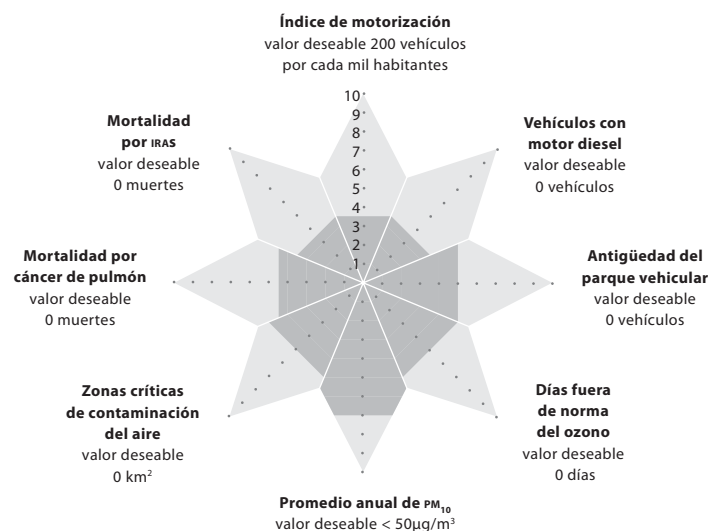 Índice de motorización
valor deseable 200 vehículos
por cada mil habitantes
10
9
8
7
6
5
4
3
2
1
Vehículos con
motor diesel
valor deseable
0 vehículos
Antigüedad del
parque vehicular
valor deseable
0 vehículos
Días fuera
de norma
del ozono
valor deseable
0 días
Promedio anual de PM₁₀
valor deseable < 50µg/m³
Zonas críticas
de contaminación
del aire
valor deseable
0 km²
Mortalidad por
cáncer de pulmón
valor deseable
0 muertes
Mortalidad
por IRAS
valor deseable
0 muertes